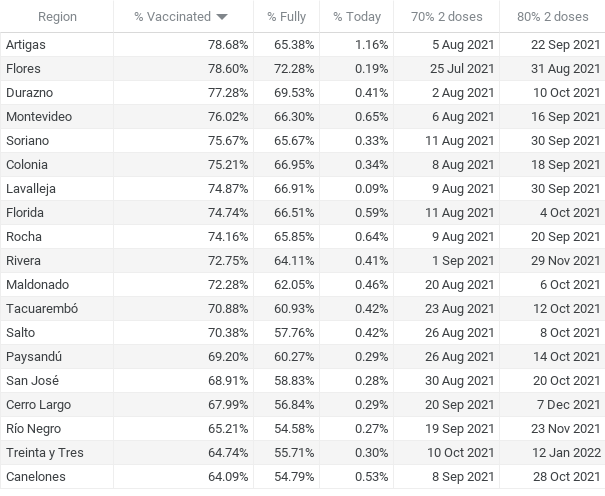 Region % Vaccinated % Fully % Today 70% 2 doses 80% 2 doses
Artigas 78.68% 65.38% 1.16% 5 Aug 2021 22 Sep 2021
Flores 78.60% 72.28% 0.19% 25 Jul 2021 31 Aug 2021
Durazno 77.28% 69.53% 0.41% 2 Aug 2021 10 Oct 2021
Montevideo 76.02% 66.30% 0.65% 6 Aug 2021 16 Sep 2021
Soriano 75.67% 65.67% 0.33% 11 Aug 2021 30 Sep 2021
Colonia 75.21% 66.95% 0.34% 8 Aug 2021 18 Sep 2021
Lavalleja 74.87% 66.91% 0.09% 9 Aug 2021 30 Sep 2021
Florida 74.74% 66.51% 0.59% 11 Aug 2021 4 Oct 2021
Rocha 74.16% 65.85% 0.64% 9 Aug 2021 20 Sep 2021
Rivera 72.75% 64.11% 0.41% 1 Sep 2021 29 Nov 2021
Maldonado 72.28% 62.05% 0.46% 20 Aug 2021 6 Oct 2021
Tacuarembó 70.88% 60.93% 0.42% 23 Aug 2021 12 Oct 2021
Salto 70.38% 57.76% 0.42% 26 Aug 2021 8 Oct 2021
Paysandú 69.20% 60.27% 0.29% 26 Aug 2021 14 Oct 2021
San José 68.91% 58.83% 0.28% 30 Aug 2021 20 Oct 2021
Cerro Largo 67.99% 56.84% 0.29% 20 Sep 2021 7 Dec 2021
Río Negro 65.21% 54.58% 0.27% 19 Sep 2021 23 Nov 2021
Treinta y Tres 64.74% 55.71% 0.30% 10 Oct 2021 12 Jan 2022
Canelones 64.09% 54.79% 0.53% 8 Sep 2021 28 Oct 2021